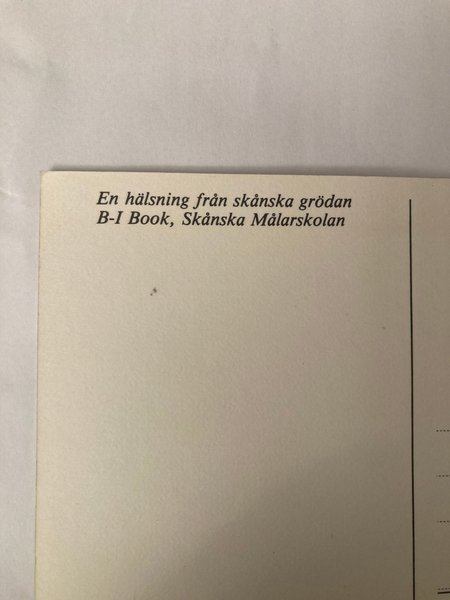 En hälsning från skånska grödan
B-I Book, Skånska Målarskolan